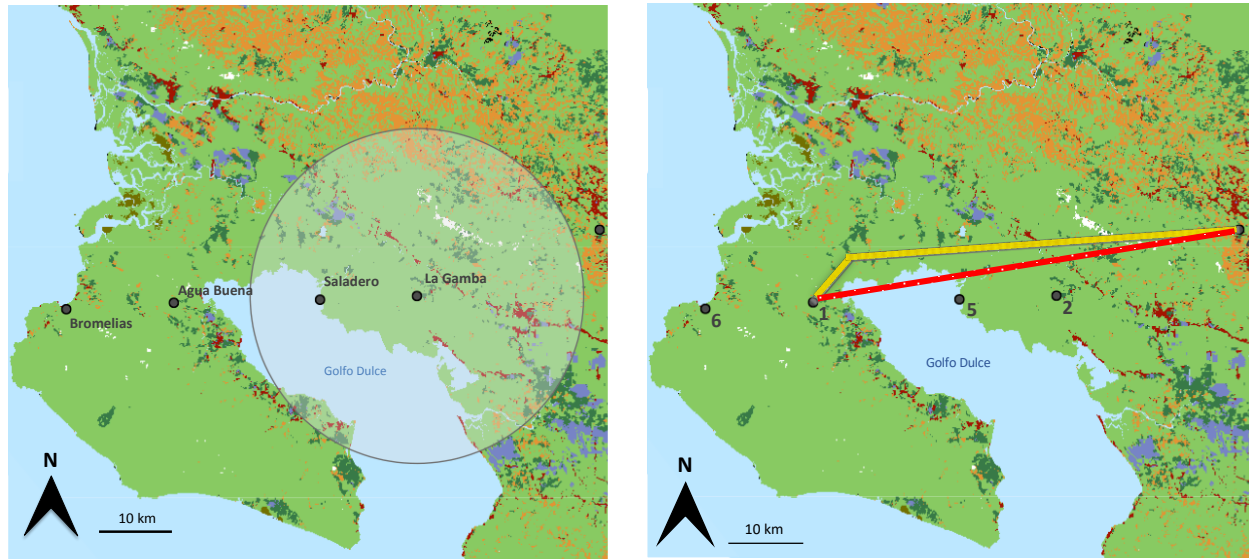 Agua Buena
Saladero
La Gamba
Bromelias
Golfo Dulce
N
10 km
6
1
5
2
Golfo Dulce
N
10 km